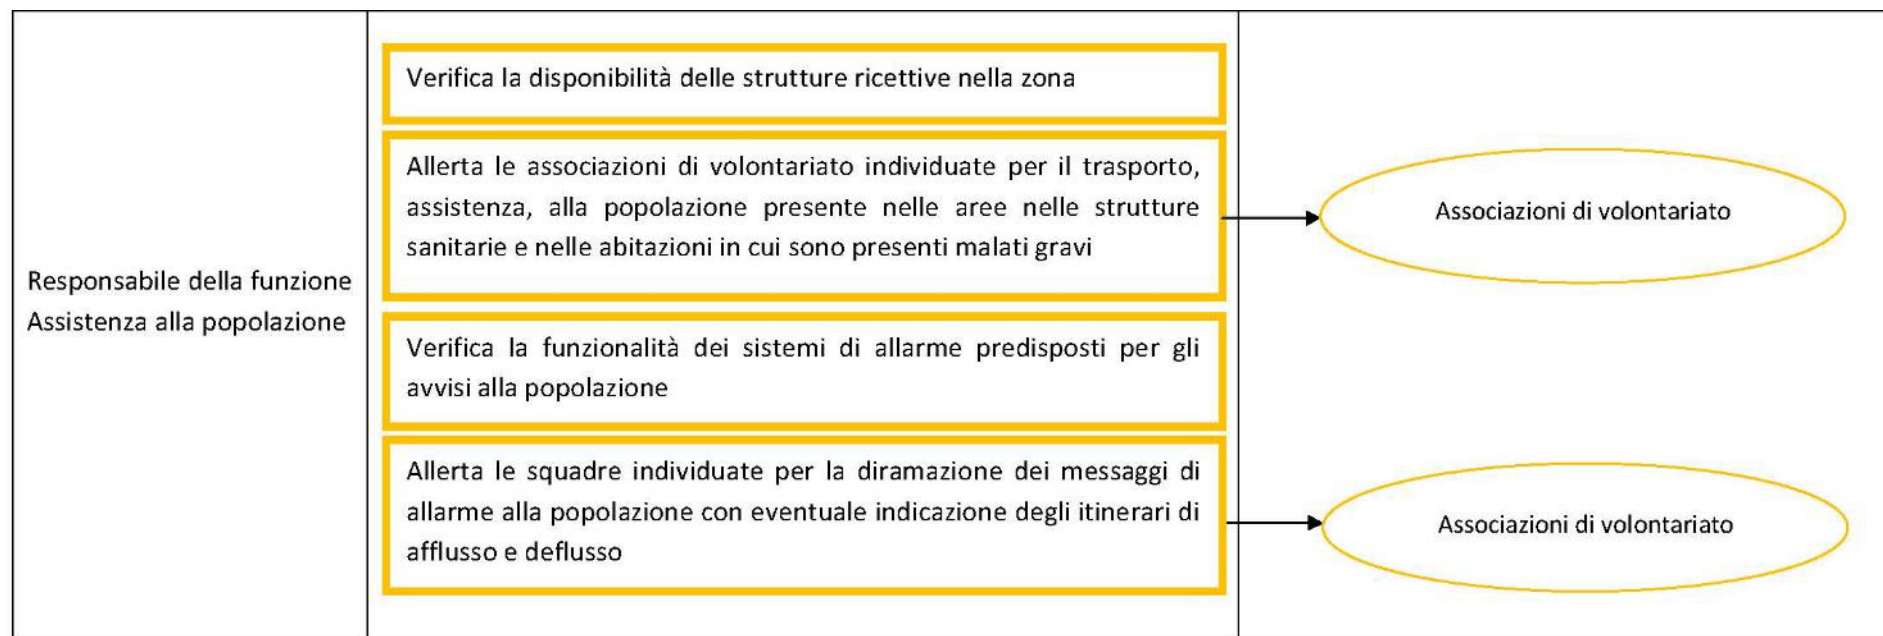 Responsabile della funzione
Assistenza alla popolazione
Verifica la disponibilità delle strutture ricettive nella zona
Allerta le associazioni di volontariato individuate per il trasporto,
assistenza, alla popolazione presente nelle aree nelle strutture
sanitarie e nelle abitazioni in cui sono presenti malati gravi
Associazioni di volontariato
Verifica la funzionalità dei sistemi di allarme predisposti per gli
avvisi alla popolazione
Allerta le squadre individuate per la diramazione dei messaggi di
allarme alla popolazione con eventuale indicazione degli itinerari di
afflusso e deflusso
Associazioni di volontariato